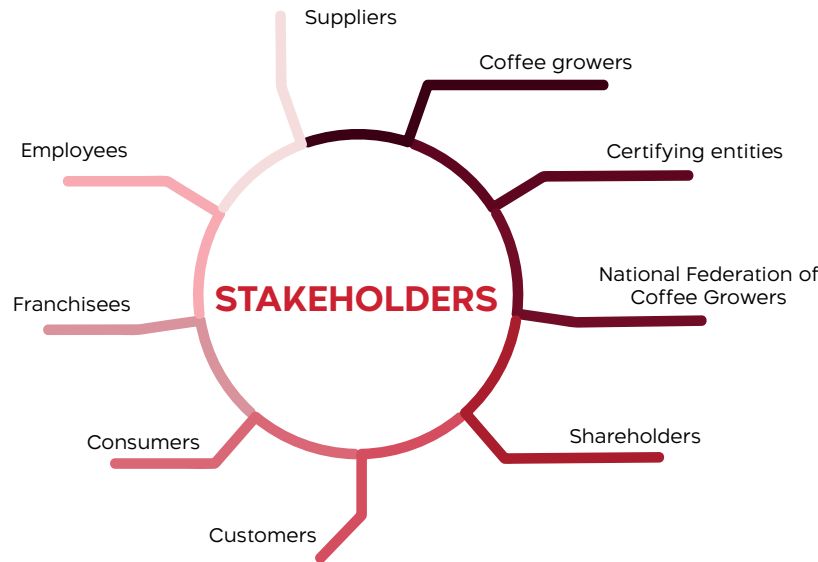 Suppliers
Coffee growers
Employees
Certifying entities
National Federation of
Coffee Growers
STAKEHOLDERS
Franchisees
Shareholders
Consumers
Customers